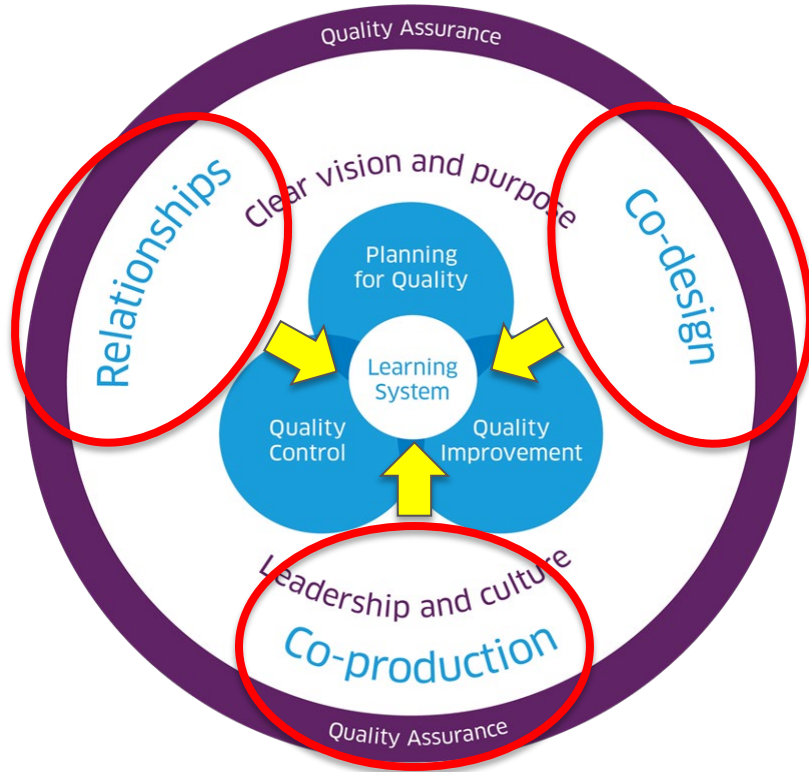 Quality Assurance
Clear vision and purpose
Relationships
Co-design
Planning
for Quality
Learning
System
Quality
Control
Quality
Improvement
Leadership and culture
Co-production
Quality Assurance